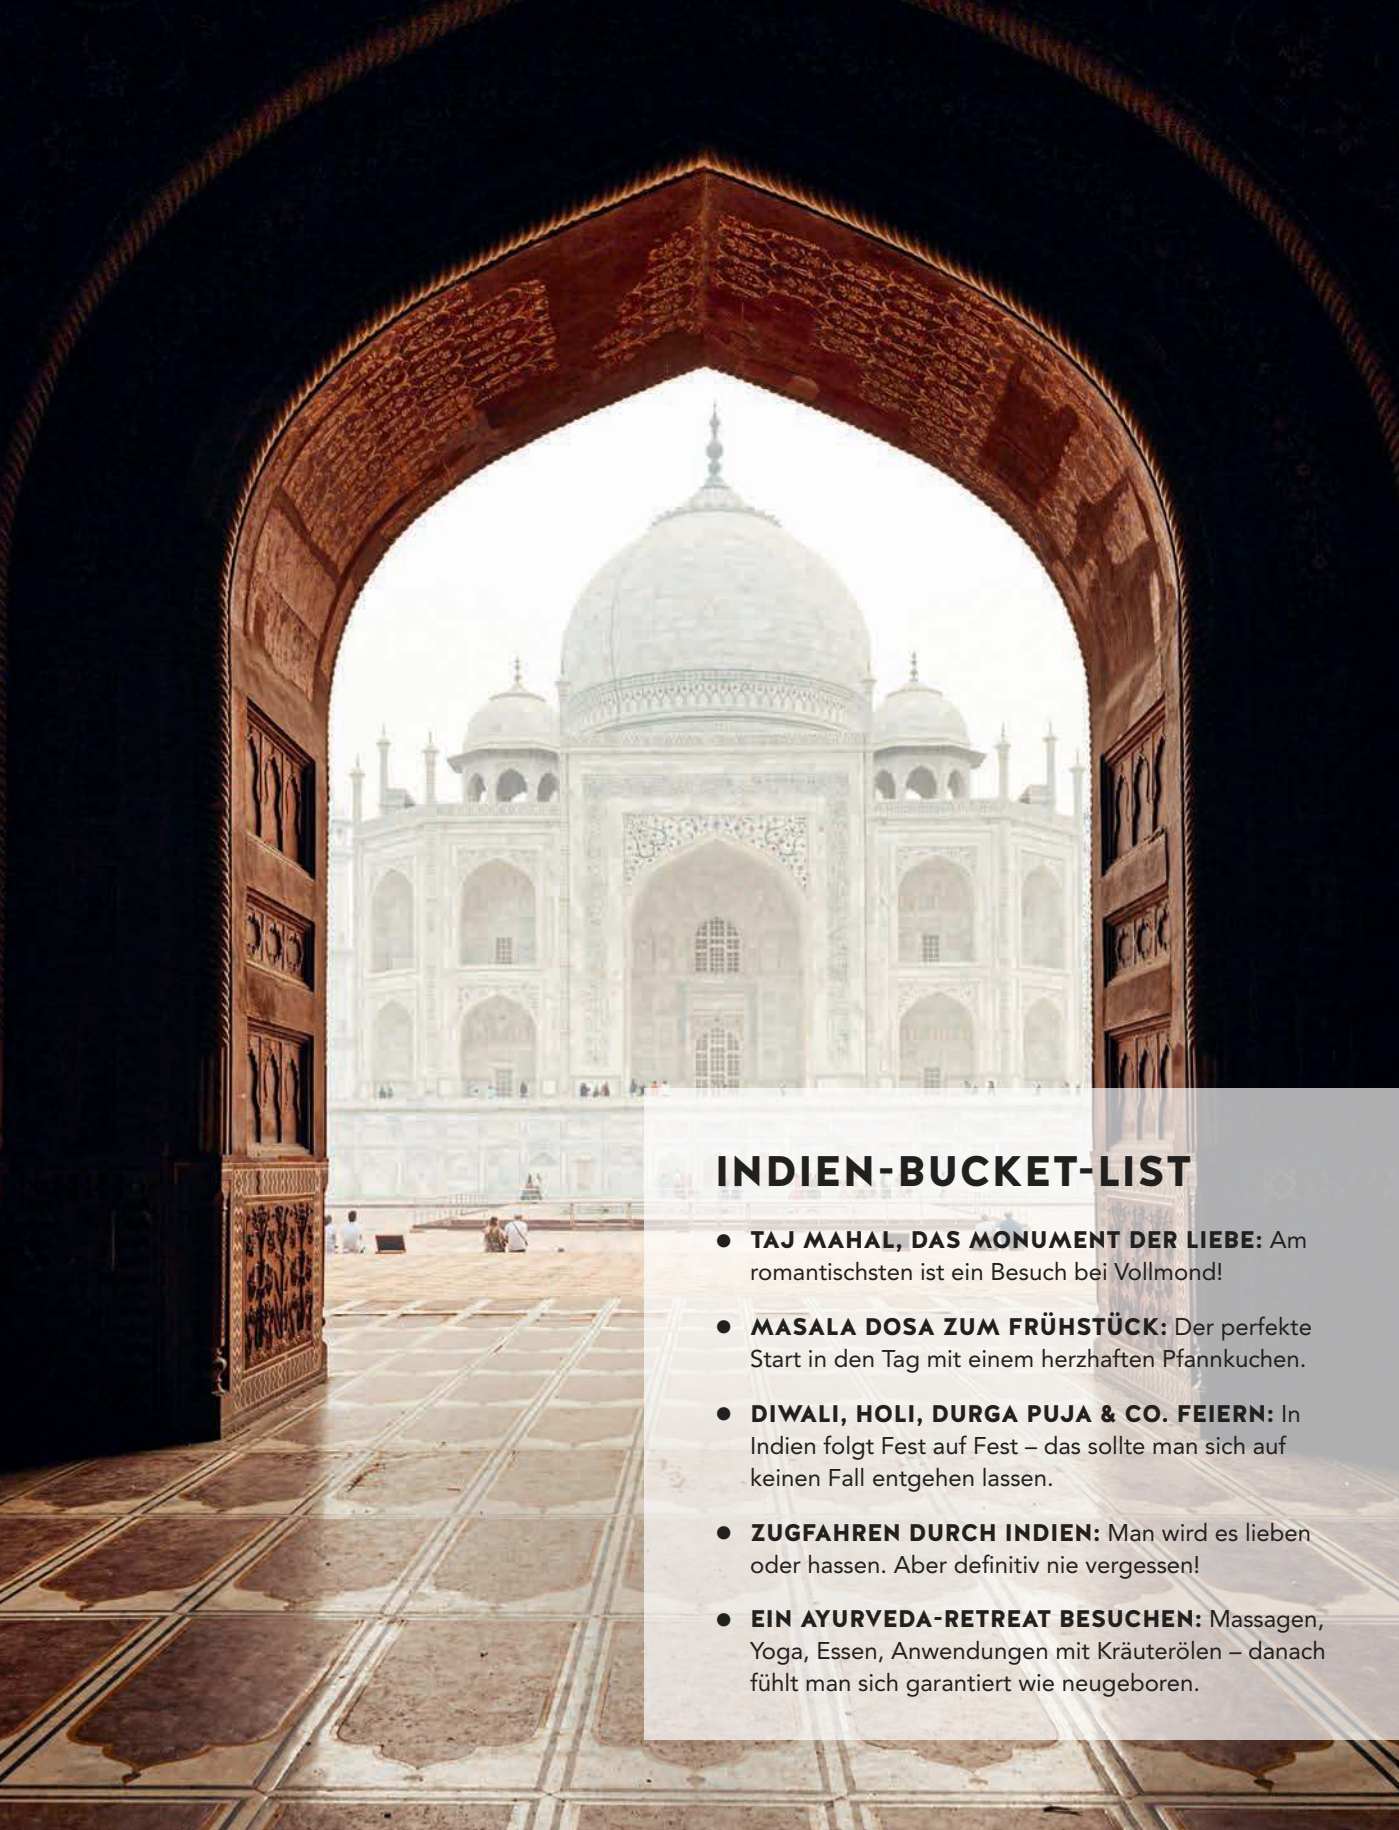 INDIEN-BUCKET-LIST
● TAJ MAHAL, DAS MONUMENT DER LIEBE: Am
romantischsten ist ein Besuch bei Vollmond!
● MASALA DOSA ZUM FRÜHSTÜCK: Der perfekte
Start in den Tag mit einem herzhaften Pfannkuchen.
● DIWALI, HOLI, DURGA PUJA & CO. FEIERN: In
Indien folgt Fest auf Fest – das sollte man sich auf
keinen Fall entgehen lassen.
● ZUGFAHREN DURCH INDIEN: Man wird es lieben
oder hassen. Aber definitiv nie vergessen!
● EIN AYURVEDA-RETREAT BESUCHEN: Massagen,
Yoga, Essen, Anwendungen mit Kräuterölen – danach
fühlt man sich garantiert wie neugeboren.